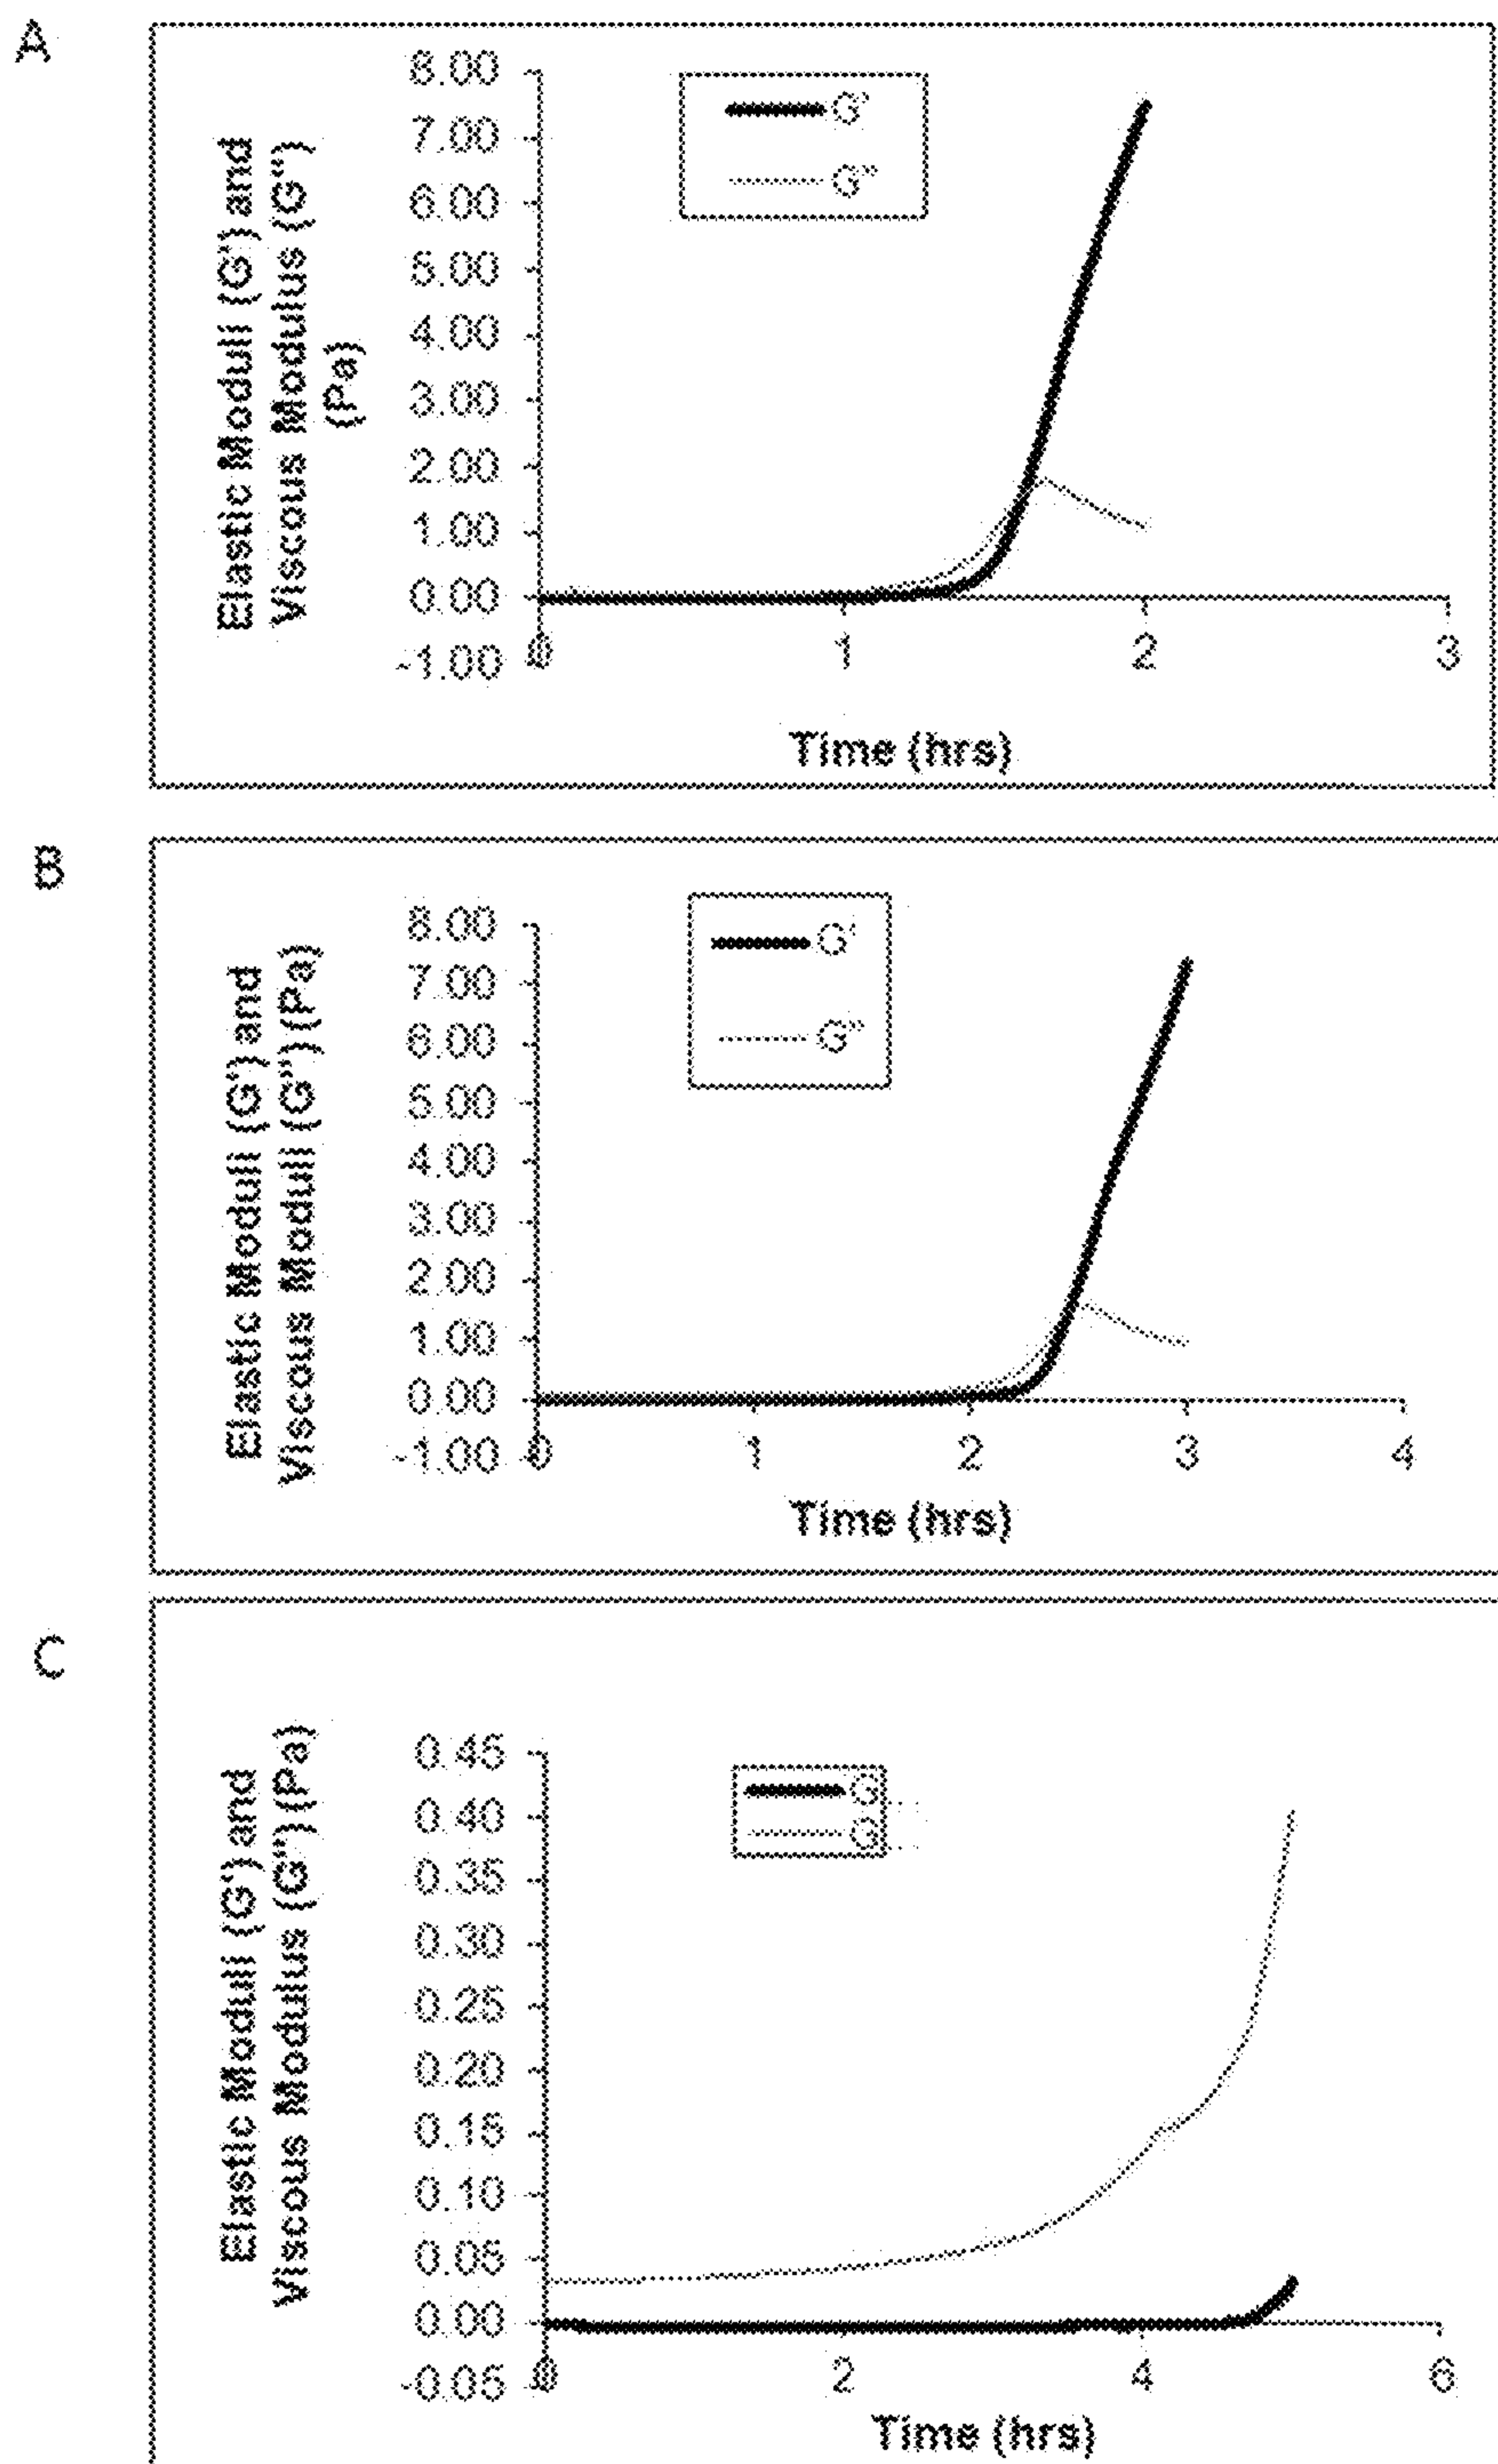 A
Elastic Moduli (G') and
Viscous Modulus (G'')
(Pa)
8.00
7.00
6.00
5.00
4.00
3.00
2.00
1.00
0.00
-1.00
G'
G''
0
1
2
3
Time (hrs)
B
Elastic Moduli (G') and
Viscous Moduli (G'') (Pa)
8.00
7.00
6.00
5.00
4.00
3.00
2.00
1.00
0.00
-1.00
G'
G''
0
1
2
3
4
Time (hrs)
C
Elastic Moduli (G') and
Viscous Modulus (G'') (Pa)
0.45
0.40
0.35
0.30
0.25
0.20
0.15
0.10
0.05
0.00
-0.05
G
G
0
2
4
6
Time (hrs)